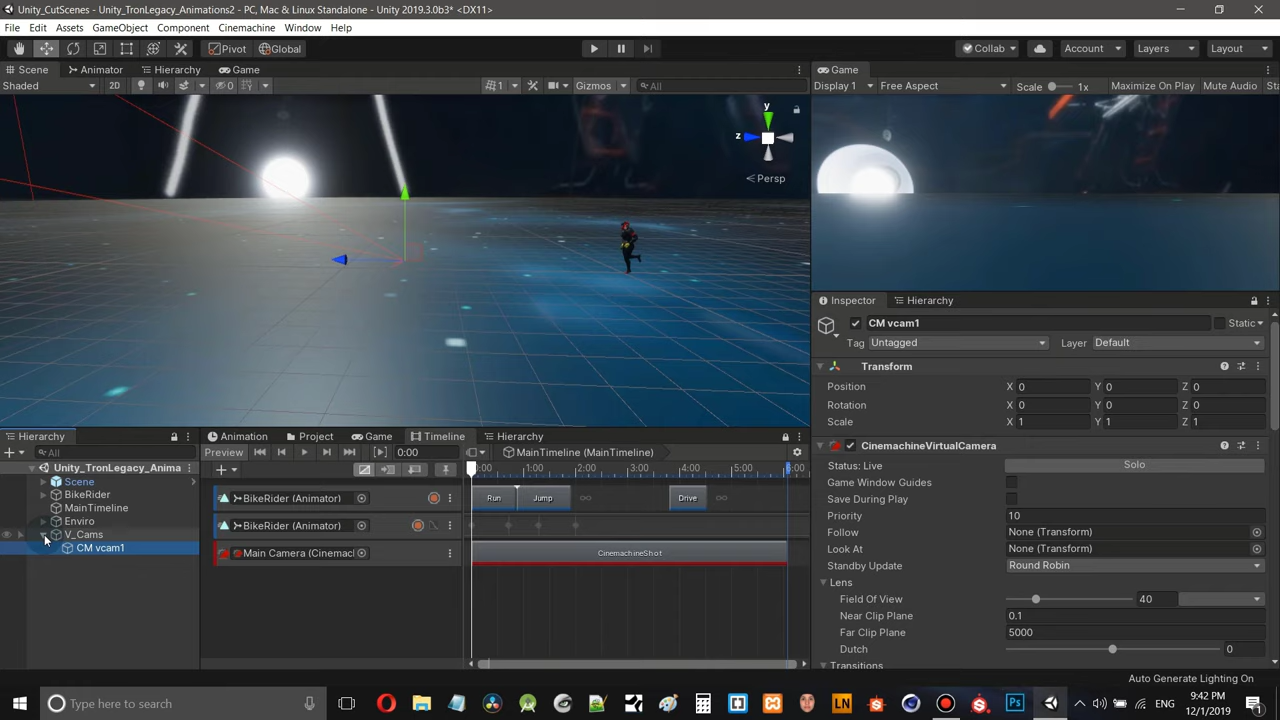 Unity_CutScenes - Unity_TronLegacy_Animations2 - PC, Mac & Linux Standalone - Unity 2019.3.0b3* <DX11>
File Edit Assets GameObject Component Cinemachine Window Help
Pivot Global Collab Account Layers Layout
Scene Animator Hierarchy Game
Shaded 2D 0 1 Gizmos All
y
z
Persp
Game
Display 1 Free Aspect Scale 1x Maximize On Play Mute Audio Sta
Inspector Hierarchy
CM vcam1 Static
Tag Untagged Layer Default
Transform
Position X 0 Y 0 Z 0
Rotation X 0 Y 0 Z 0
Scale X 1 Y 1 Z 1
CinemachineVirtualCamera
Status: Live Solo
Game Window Guides
Save During Play
Priority 10
Follow None (Transform)
Look At None (Transform)
Standby Update Round Robin
Lens
Field Of View 40
Near Clip Plane 0.1
Far Clip Plane 5000
Dutch 0
Transitions
Auto Generate Lighting On
Hierarchy
All
Unity_TronLegacy_Anima
Scene
BikeRider
MainTimeline
Enviro
V_Cams
CM vcam1
Animation Project Game Timeline Hierarchy
Preview 0:00 MainTimeline (MainTimeline)
0:00 1:00 2:00 3:00 4:00 5:00 6:00
BikeRider (Animator) Run Jump Drive
BikeRider (Animator)
Main Camera (Cinemacl CinemachineShot
Type here to search
ENG
9:42 PM
12/1/2019